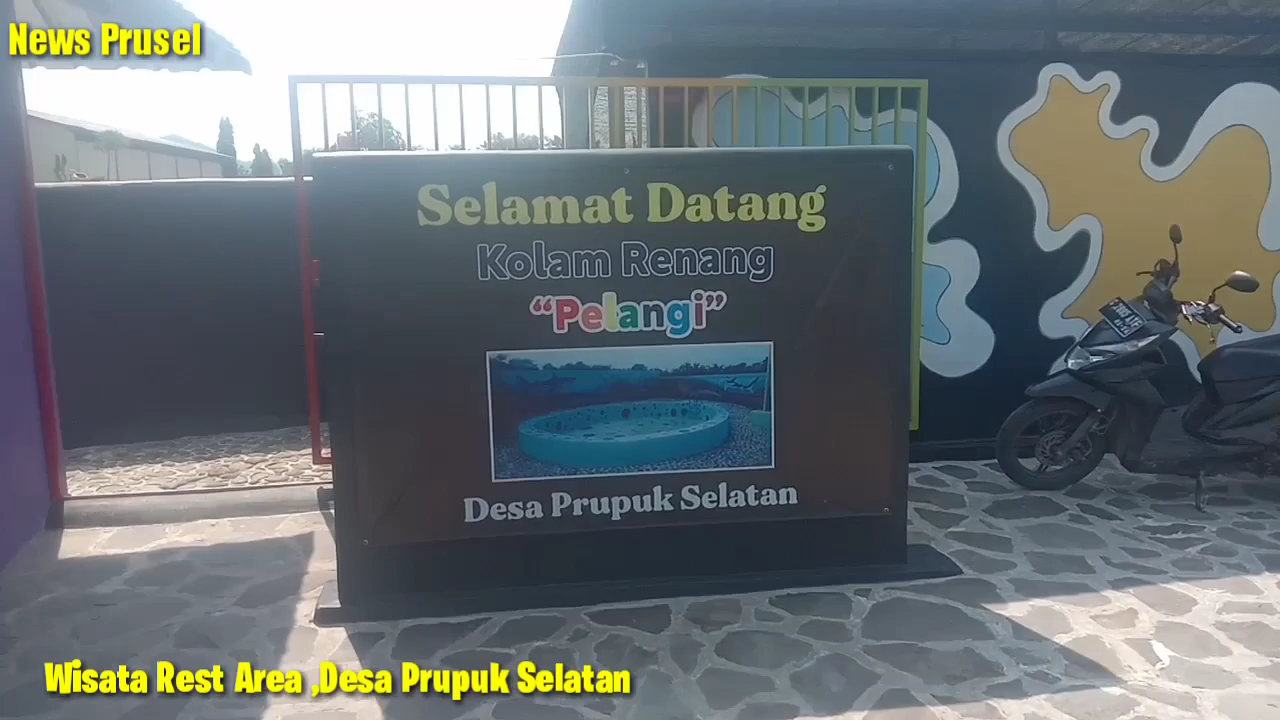 News Prusel
Selamat Datang
Kolam Renang
“Pelangi”
Desa Prupuk Selatan
Wisata Rest Area ,Desa Prupuk Selatan